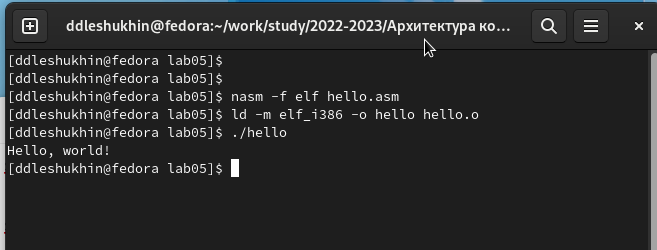 ddleshukhin@fedora:~/work/study/2022-2023/Архитектура ко...
[ddleshukhin@fedora lab05]$
[ddleshukhin@fedora lab05]$
[ddleshukhin@fedora lab05]$ nasm -f elf hello.asm
[ddleshukhin@fedora lab05]$ ld -m elf_i386 -o hello hello.o
[ddleshukhin@fedora lab05]$ ./hello
Hello, world!
[ddleshukhin@fedora lab05]$